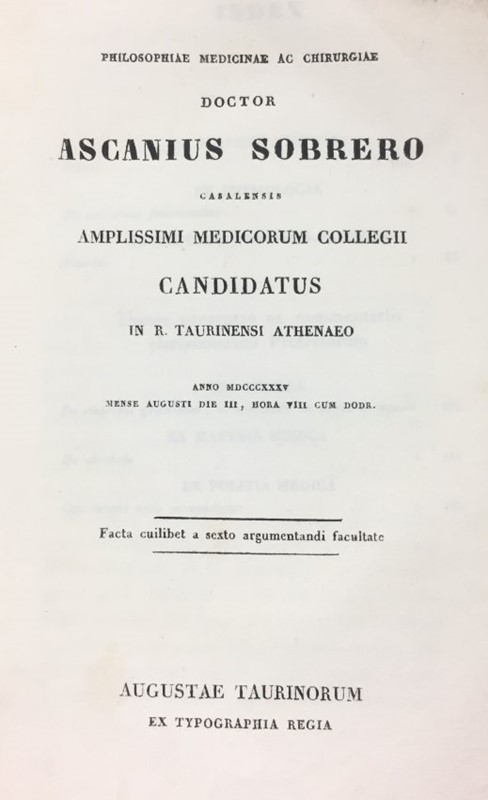 PHILOSOPHIAE MEDICINAE AC CHIRURGIAE
DOCTOR
ASCANIUS SOBRERO
CASALENSIS
AMPLISSIMI MEDICORUM COLLEGII
CANDIDATUS
IN R. TAURINENSI ATHENAEO
ANNO MDCCCXXXV
MENSE AUGUSTI DIE III, HORA VIII CUM DODR.
Facta cuilibet a sexto argumentandi facultate
AUGUSTAE TAURINORUM
EX TYPOGRAPHIA REGIA